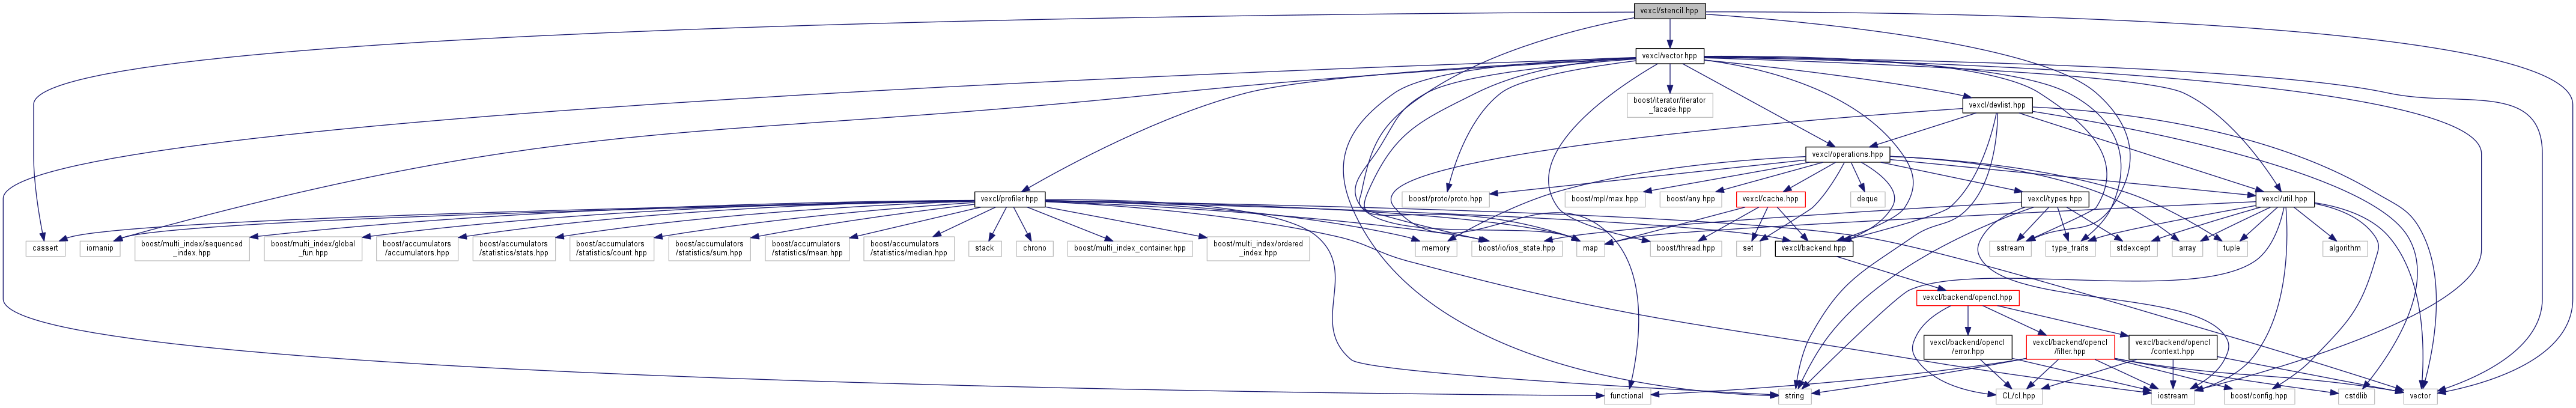 vexcl/stencil.hpp
vexcl/vector.hpp
boost/iterator/iterator
_facade.hpp
vexcl/devlist.hpp
vexcl/operations.hpp
vexcl/profiler.hpp
boost/proto/proto.hpp
boost/mpl/max.hpp
boost/any.hpp
vexcl/cache.hpp
deque
vexcl/types.hpp
vexcl/util.hpp
cassert
iomanip
boost/multi_index/sequenced
_index.hpp
boost/multi_index/global
_fun.hpp
boost/accumulators
/accumulators.hpp
boost/accumulators
/statistics/stats.hpp
boost/accumulators
/statistics/count.hpp
boost/accumulators
/statistics/sum.hpp
boost/accumulators
/statistics/mean.hpp
boost/accumulators
/statistics/median.hpp
stack
chrono
boost/multi_index_container.hpp
boost/multi_index/ordered
_index.hpp
memory
boost/io/ios_state.hpp
map
boost/thread.hpp
set
vexcl/backend.hpp
sstream
type_traits
stdexcept
array
tuple
algorithm
vexcl/backend/opencl.hpp
vexcl/backend/opencl
/error.hpp
vexcl/backend/opencl
/filter.hpp
vexcl/backend/opencl
/context.hpp
functional
string
CL/cl.hpp
iostream
boost/config.hpp
cstdlib
vector